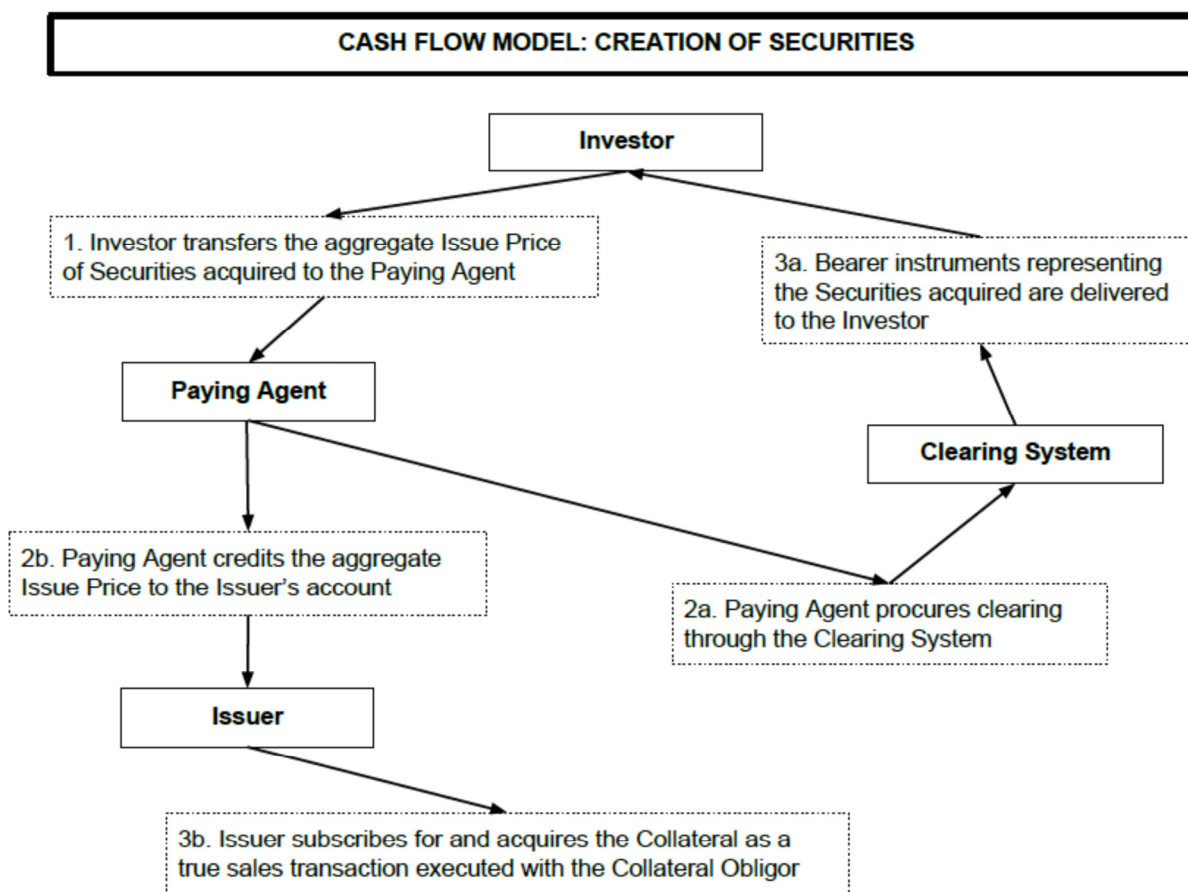 CASH FLOW MODEL: CREATION OF SECURITIES
Investor
1. Investor transfers the aggregate Issue Price
of Securities acquired to the Paying Agent
3a. Bearer instruments representing
the Securities acquired are delivered
to the Investor
Paying Agent
Clearing System
2b. Paying Agent credits the aggregate
Issue Price to the Issuer's account
2a. Paying Agent procures clearing
through the Clearing System
Issuer
3b. Issuer subscribes for and acquires the Collateral as a
true sales transaction executed with the Collateral Obligor